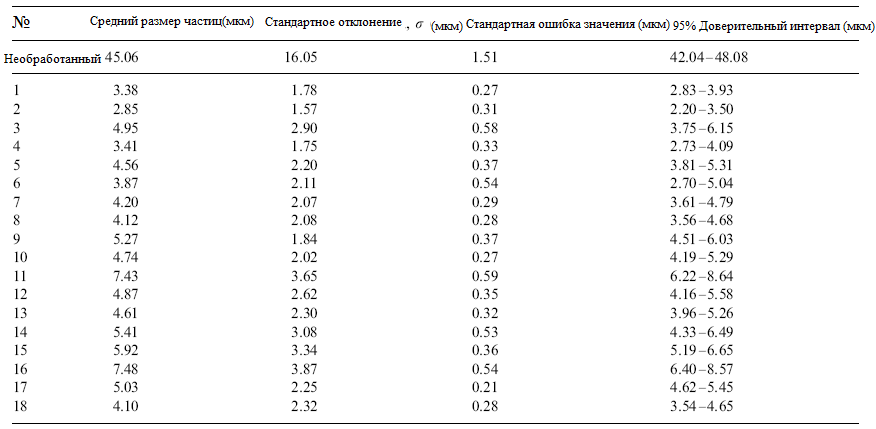 № Средний размер частиц(мкм) Стандартное отклонение , σ (мкм) Стандартная ошибка значения (мкм) 95% Доверительный интервал (мкм)
Необработанный 45.06 16.05 1.51 42.04–48.08
1 3.38 1.78 0.27 2.83–3.93
2 2.85 1.57 0.31 2.20–3.50
3 4.95 2.90 0.58 3.75–6.15
4 3.41 1.75 0.33 2.73–4.09
5 4.56 2.20 0.37 3.81–5.31
6 3.87 2.11 0.54 2.70–5.04
7 4.20 2.07 0.29 3.61–4.79
8 4.12 2.08 0.28 3.56–4.68
9 5.27 1.84 0.37 4.51–6.03
10 4.74 2.02 0.27 4.19–5.29
11 7.43 3.65 0.59 6.22–8.64
12 4.87 2.62 0.35 4.16–5.58
13 4.61 2.30 0.32 3.96–5.26
14 5.41 3.08 0.53 4.33–6.49
15 5.92 3.34 0.36 5.19–6.65
16 7.48 3.87 0.54 6.40–8.57
17 5.03 2.25 0.21 4.62–5.45
18 4.10 2.32 0.28 3.54–4.65